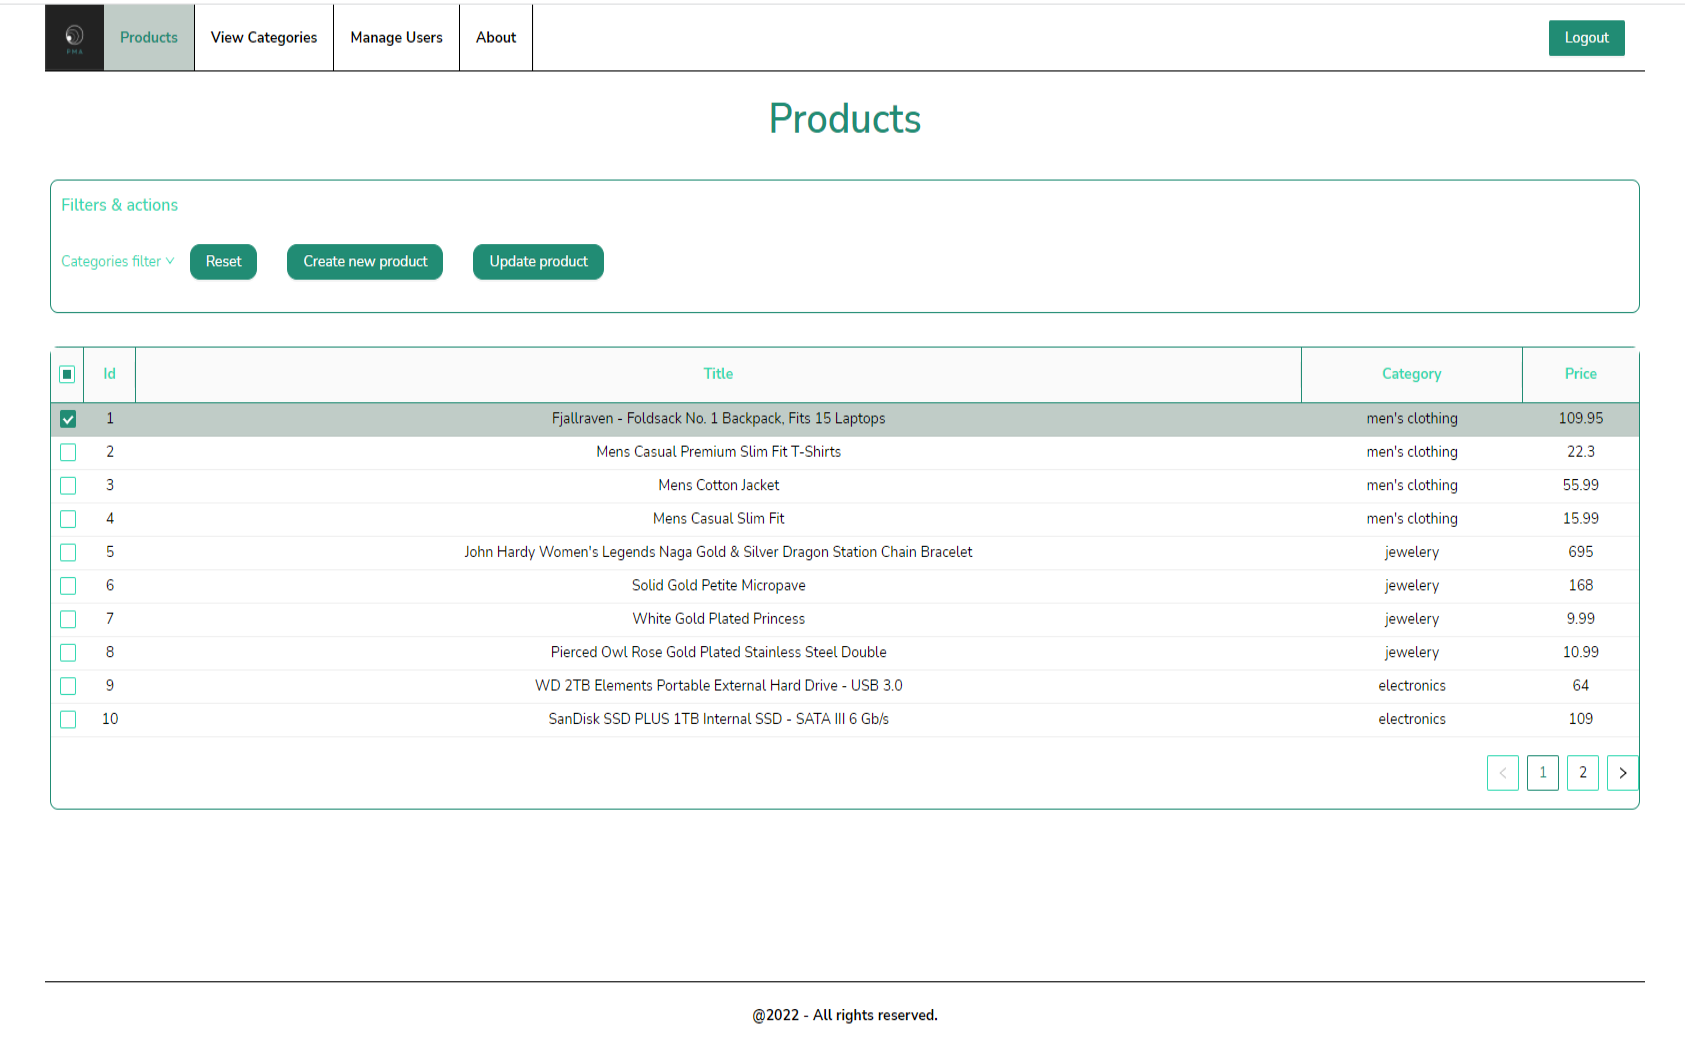 PMA
Products View Categories Manage Users About Logout
Products
Filters & actions
Categories filter Reset Create new product Update product
Id Title Category Price
1 Fjallraven - Foldsack No. 1 Backpack, Fits 15 Laptops men's clothing 109.95
2 Mens Casual Premium Slim Fit T-Shirts men's clothing 22.3
3 Mens Cotton Jacket men's clothing 55.99
4 Mens Casual Slim Fit men's clothing 15.99
5 John Hardy Women's Legends Naga Gold & Silver Dragon Station Chain Bracelet jewelery 695
6 Solid Gold Petite Micropave jewelery 168
7 White Gold Plated Princess jewelery 9.99
8 Pierced Owl Rose Gold Plated Stainless Steel Double jewelery 10.99
9 WD 2TB Elements Portable External Hard Drive - USB 3.0 electronics 64
10 SanDisk SSD PLUS 1TB Internal SSD - SATA III 6 Gb/s electronics 109
< 1 2 >
@2022 - All rights reserved.